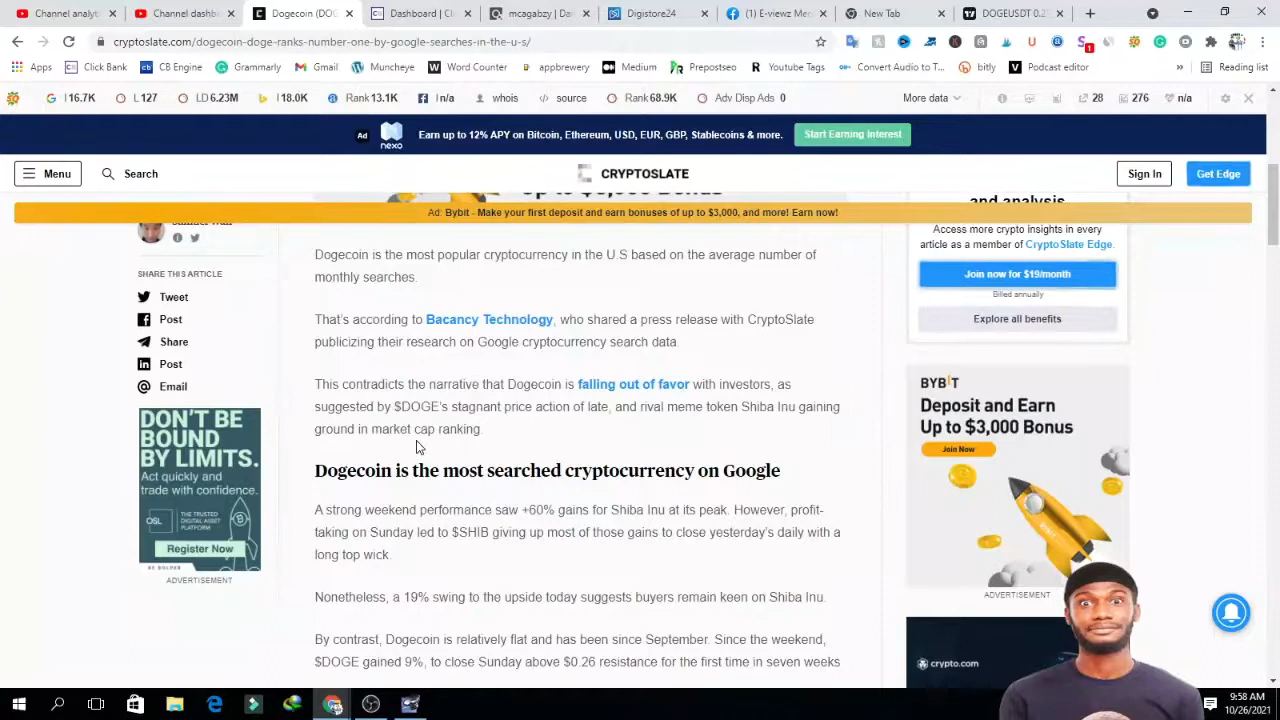 Channel analyt
Channel dashb
Dogecoin (DO
Dashboard | Cl
mcagabzy | Da
Digistore24
(1) E-viewz Me
New Tab
DOGEUSDT 0.2
cryptoslate.com/dogecoin-doge-ranks-number-one-by-google-searches-in-the-u-s/
Apps
Click Bank
CB Engine
Grammarly
Gmail
Muncheye
Word Counter
appbrewery
Medium
Prepostseo
Youtube Tags
Convert Audio to T...
bitly
Podcast editor
Reading list
I 16.7K
L 127
LD 6.23M
I 18.0K
Rank 13.1K
I n/a
whois
source
Rank 68.9K
Adv Disp Ads 0
More data
28
276
n/a
Ad
nexo
Earn up to 12% APY on Bitcoin, Ethereum, USD, EUR, GBP, Stablecoins & more.
Start Earning Interest
Menu
Search
CRYPTOSLATE
Sign In
Get Edge
Ad: Bybit - Make your first deposit and earn bonuses of up to $3,000, and more! Earn now!
SHARE THIS ARTICLE
Tweet
Post
Share
Post
Email
DON'T BE
BOUND
BY LIMITS.
Act quickly and
trade with confidence.
OSL
THE TRUSTED
DIGITAL ASSET
PLATFORM
Register Now
ADVERTISEMENT
Dogecoin is the most popular cryptocurrency in the U.S based on the average number of
monthly searches.
That's according to Bacancy Technology, who shared a press release with CryptoSlate
publicizing their research on Google cryptocurrency search data.
This contradicts the narrative that Dogecoin is falling out of favor with investors, as
suggested by $DOGE's stagnant price action of late, and rival meme token Shiba Inu gaining
ground in market cap ranking.
Dogecoin is the most searched cryptocurrency on Google
A strong weekend performance saw +60% gains for Shiba Inu at its peak. However, profit-
taking on Sunday led to $SHIB giving up most of those gains to close yesterday's daily with a
long top wick.
Nonetheless, a 19% swing to the upside today suggests buyers remain keen on Shiba Inu.
By contrast, Dogecoin is relatively flat and has been since September. Since the weekend,
$DOGE gained 9%, to close Sunday above $0.26 resistance for the first time in seven weeks
and analysis
Access more crypto insights in every
article as a member of CryptoSlate Edge.
Join now for $19/month
Billed annually
Explore all benefits
BYBIT
Deposit and Earn
Up to $3,000 Bonus
Join Now
ADVERTISEMENT
crypto.com
9:58 AM
10/26/2021